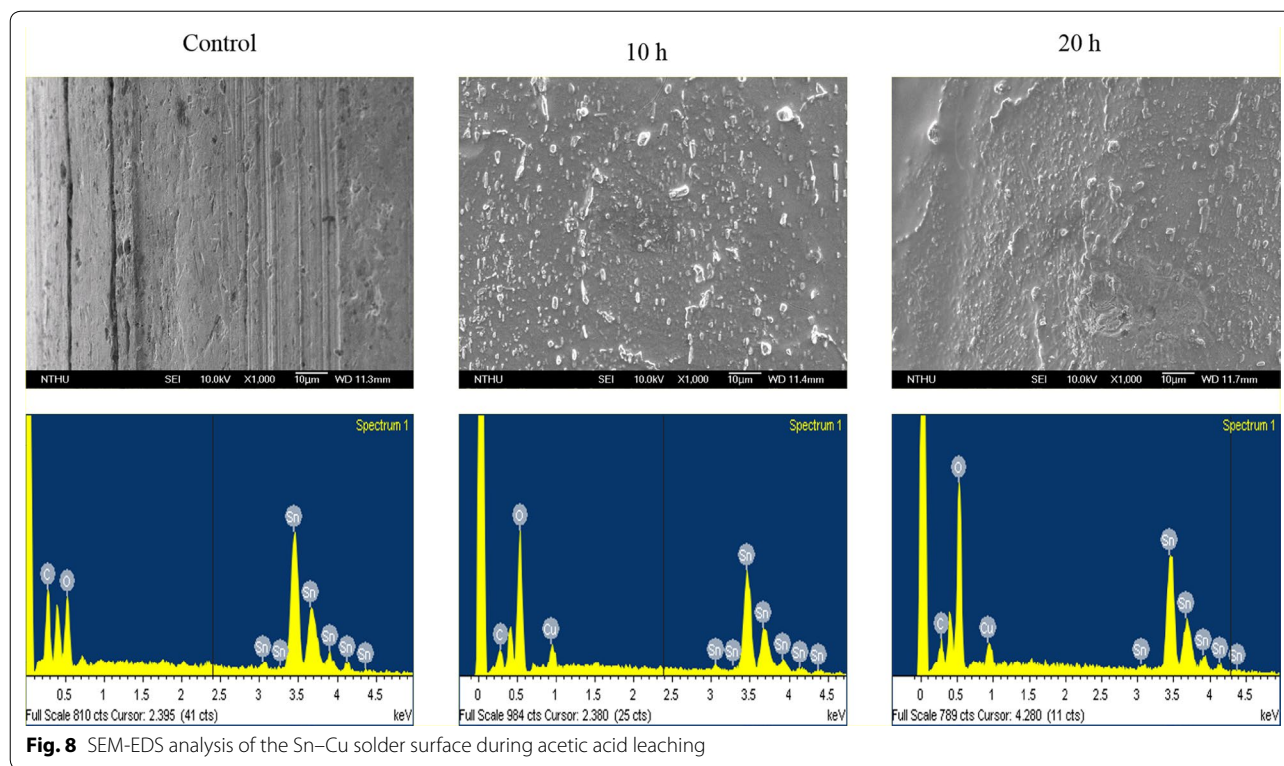 Control
10 h
20 h
NTHU SEI 10.0kV X1,000 10µm WD 11.3mm
NTHU SEI 10.0kV X1,000 10µm WD 11.4mm
NTHU SEI 10.0kV X1,000 10µm WD 11.7mm
Spectrum 1
C
O
Sn
Sn
Sn
Sn
Sn
Sn
Sn
0.5 1 1.5 2 2.5 3 3.5 4 4.5
Full Scale 810 cts Cursor: 2.395 (41 cts) keV
Spectrum 1
C
O
Cu
Sn
Sn
Sn
Sn
Sn
Sn
Sn
0 0.5 1 1.5 2 2.5 3 3.5 4 4.5
Full Scale 984 cts Cursor: 2.380 (25 cts) keV
Spectrum 1
C
O
Cu
Sn
Sn
Sn
Sn
Sn
Sn
0 0.5 1 1.5 2 2.5 3 3.5 4 4.5
Full Scale 789 cts Cursor: 4.280 (11 cts) keV
Fig. 8 SEM-EDS analysis of the Sn–Cu solder surface during acetic acid leaching